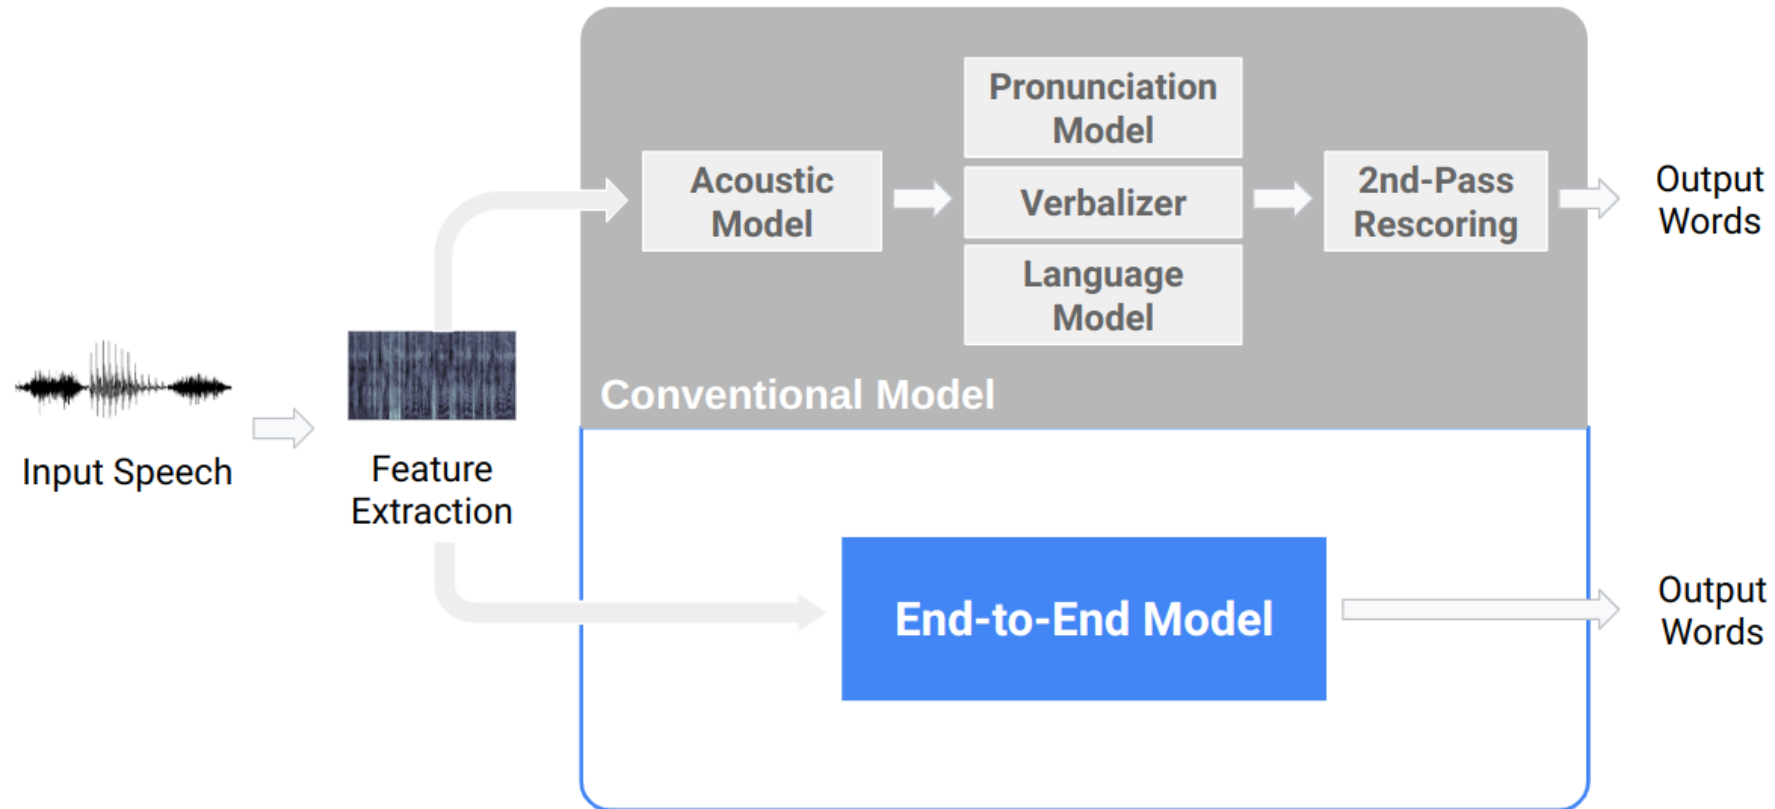 Input Speech
Feature
Extraction
Acoustic
Model
Pronunciation
Model
Verbalizer
Language
Model
2nd-Pass
Rescoring
Output
Words
Conventional Model
End-to-End Model
Output
Words